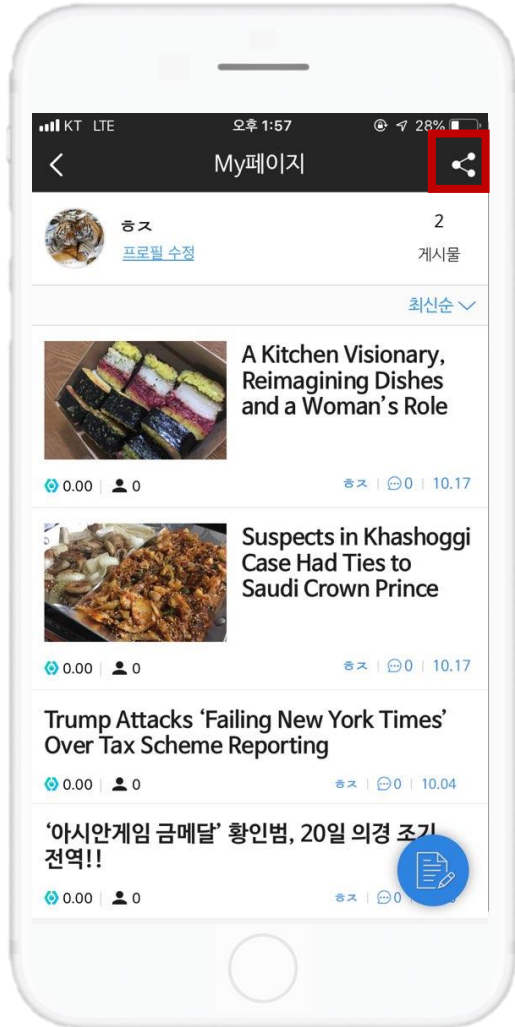 KT LTE 오후 1:57 28%
My페이지
ㅎㅈ 2
프로필 수정 게시물
최신순
A Kitchen Visionary,
Reimagining Dishes
and a Woman’s Role
0.00 0 ㅎㅈ 0 10.17
Suspects in Khashoggi
Case Had Ties to
Saudi Crown Prince
0.00 0 ㅎㅈ 0 10.17
Trump Attacks ‘Failing New York Times’
Over Tax Scheme Reporting
0.00 0 ㅎㅈ 0 10.04
‘아시안게임 금메달’ 황인범, 20일 의경 조기
전역!!
0.00 0 ㅎㅈ 0